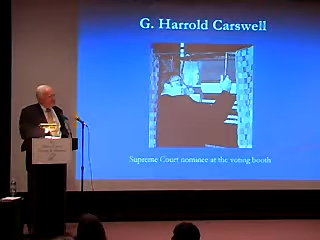 G. Harrold Carswell
Supreme Court nominee at the voting booth